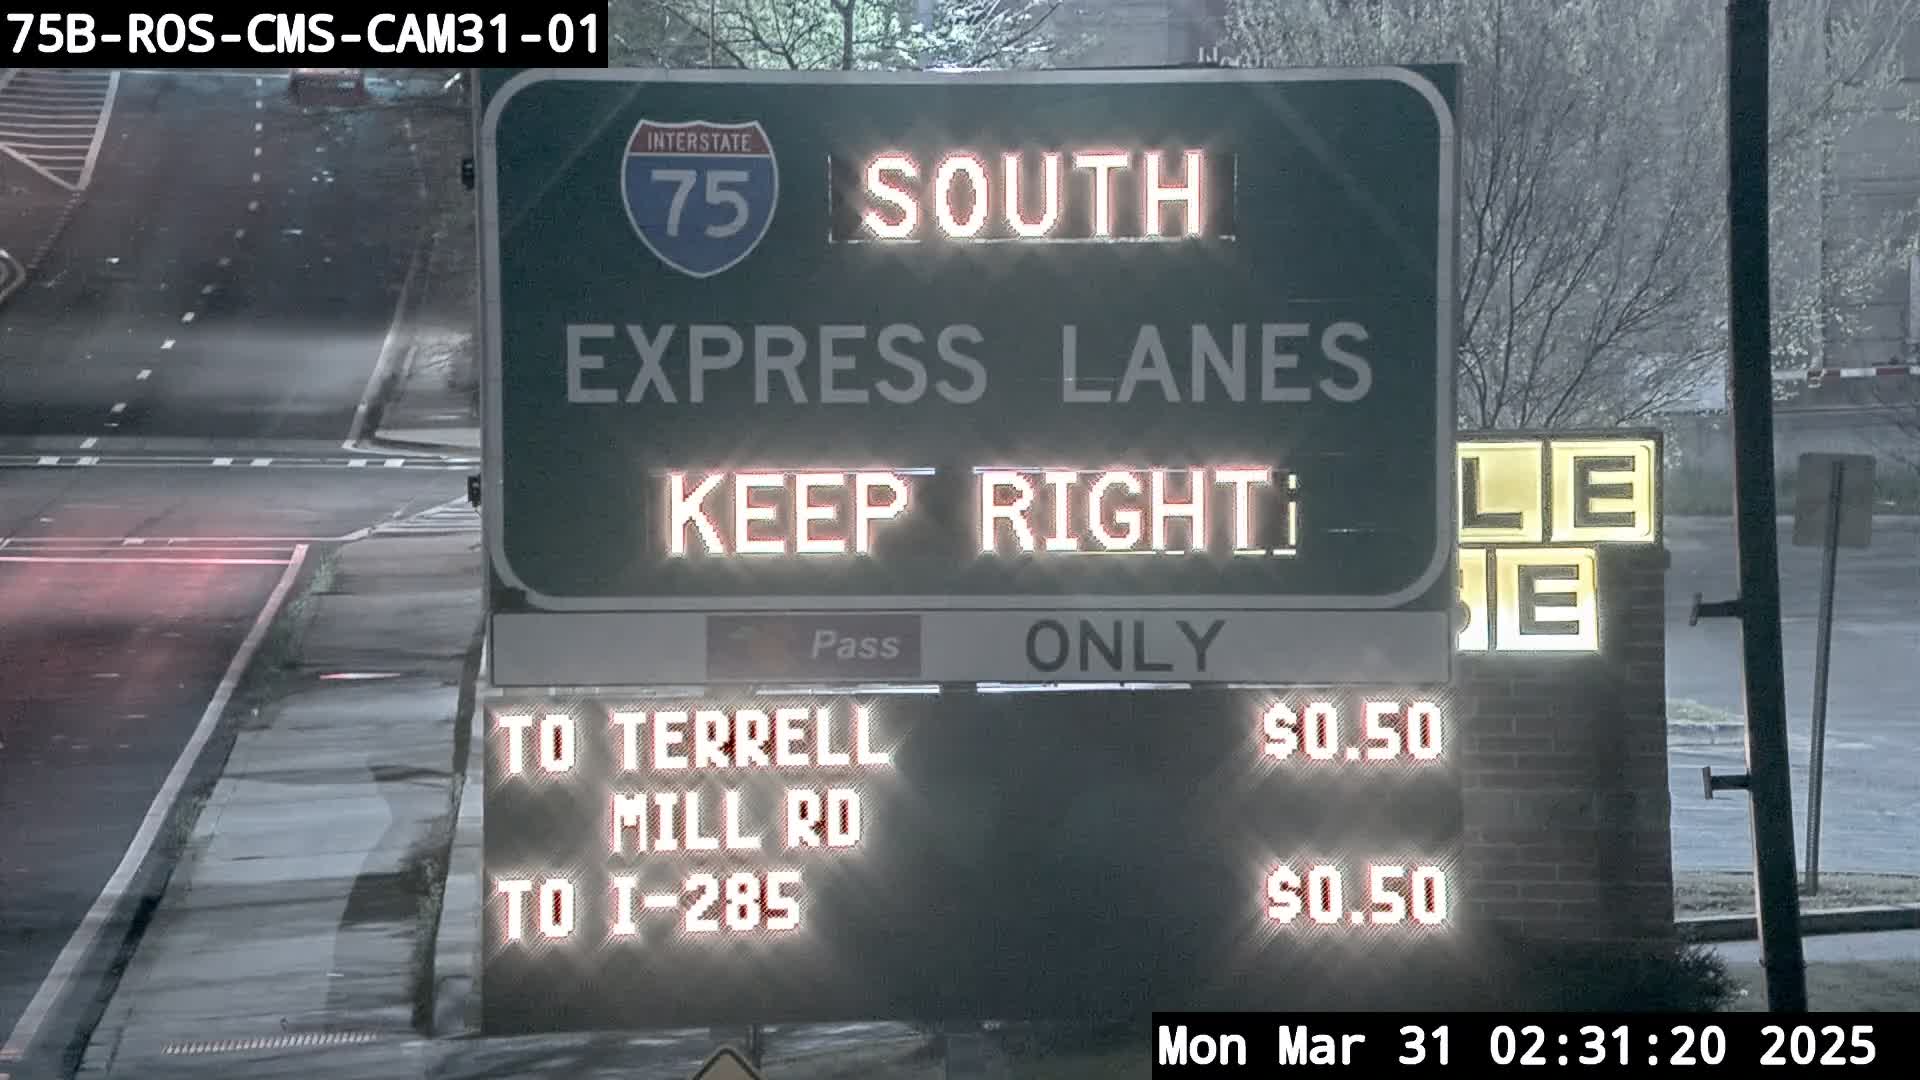 75B-ROS-CMS-CAM31-01
INTERSTATE
75
SOUTH
EXPRESS LANES
KEEP RIGHT
LE
E
Pass ONLY
TO TERRELL $0.50
MILL RD
TO I-285 $0.50
Mon Mar 31 02:31:20 2025